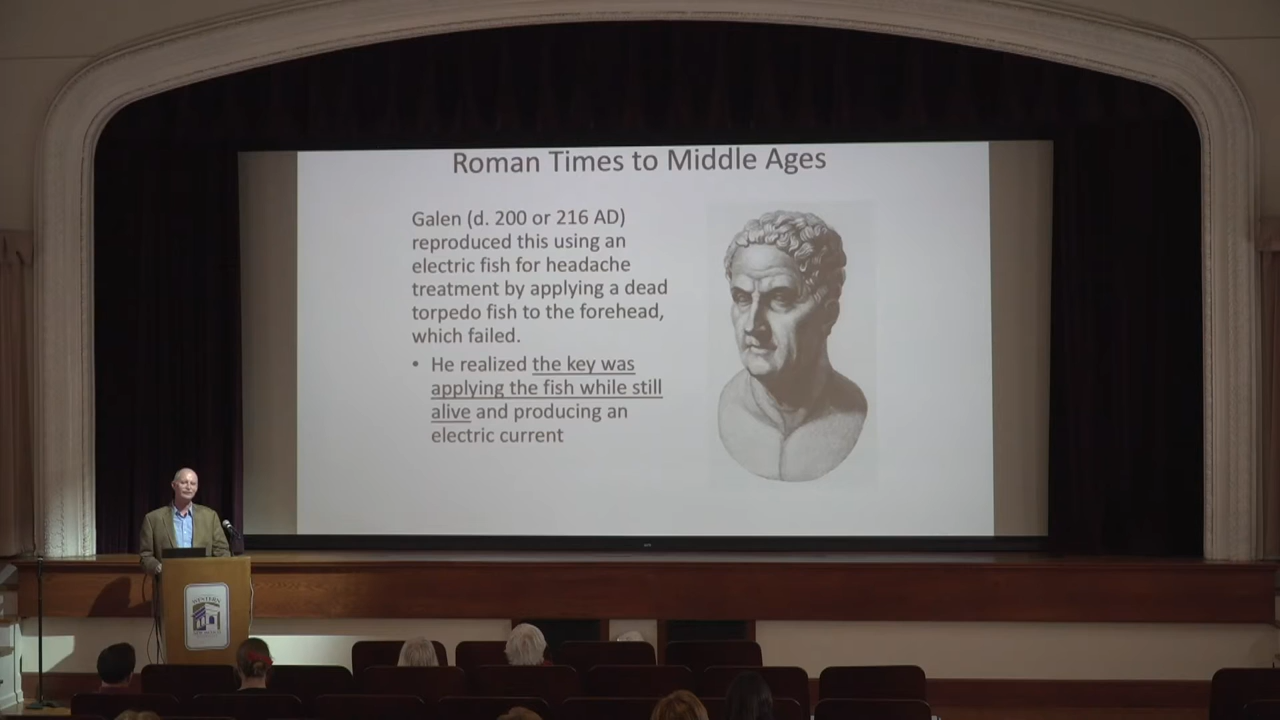 Roman Times to Middle Ages
Galen (d. 200 or 216 AD)
reproduced this using an
electric fish for headache
treatment by applying a dead
torpedo fish to the forehead,
which failed.
• He realized the key was
applying the fish while still
alive and producing an
electric current
WESTERN